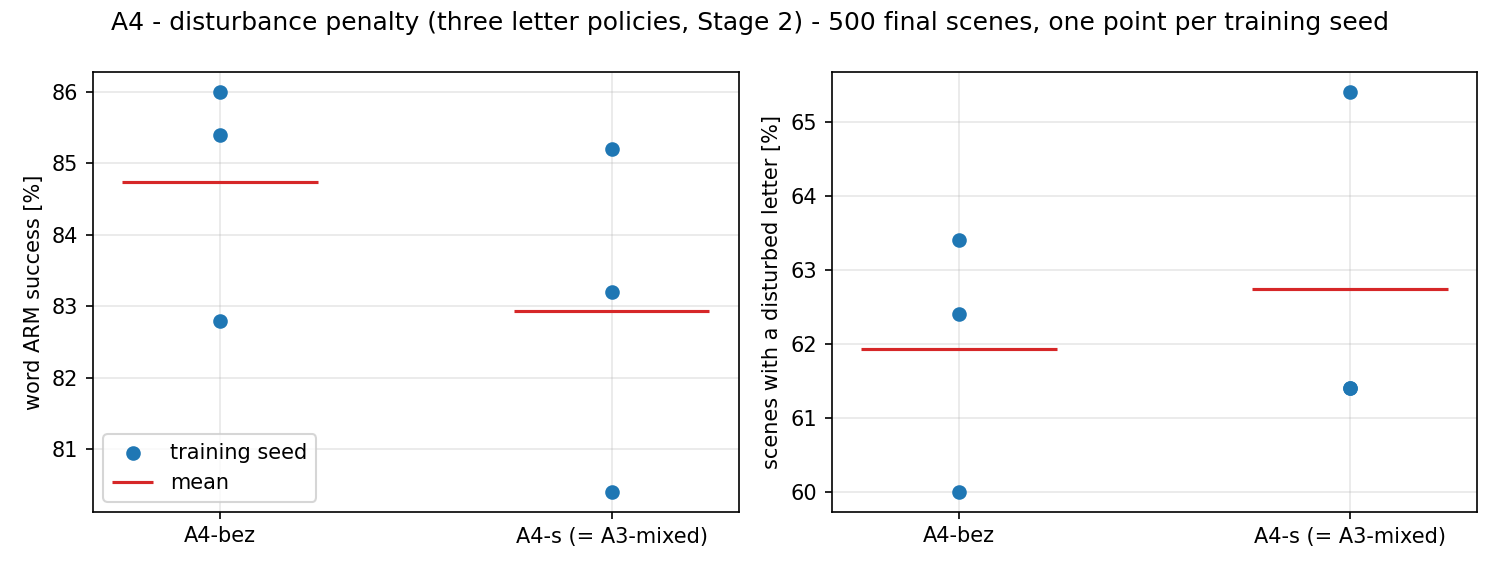 A4 - disturbance penalty (three letter policies, Stage 2) - 500 final scenes, one point per training seed
word ARM success [%]
86
85
84
83
82
81
training seed
mean
A4-bez
A4-s (= A3-mixed)
scenes with a disturbed letter [%]
65
64
63
62
61
60
A4-bez
A4-s (= A3-mixed)